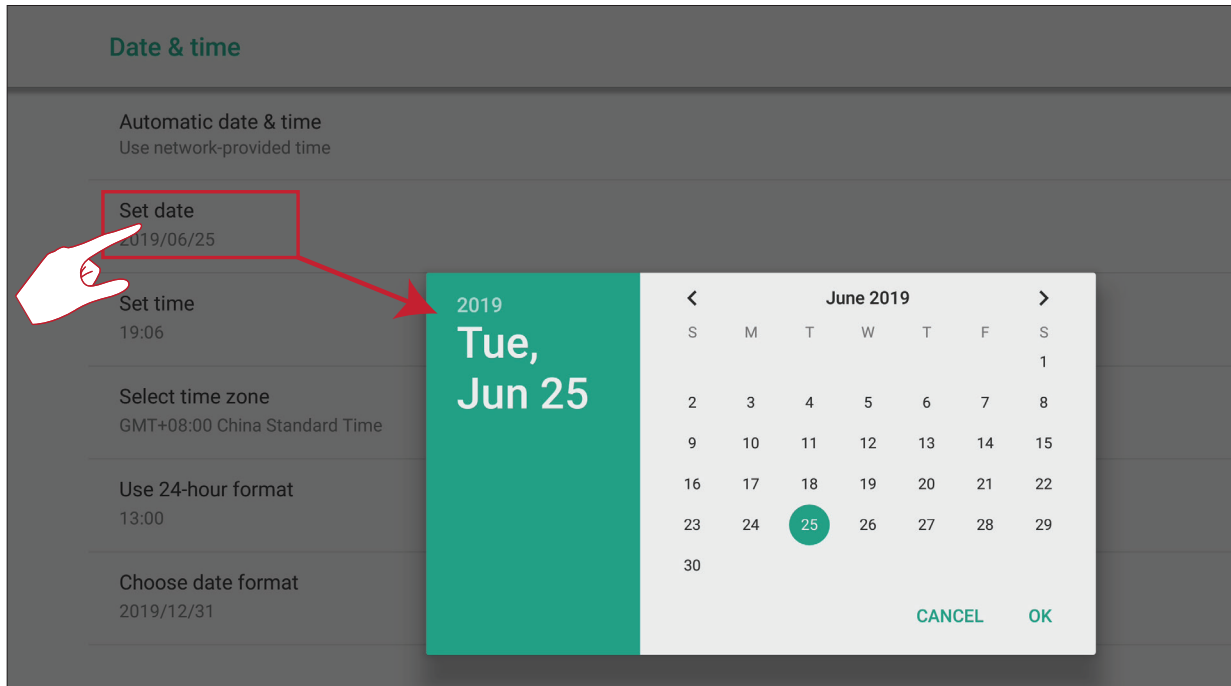 Date & time
Automatic date & time
Use network-provided time
Set date
2019/06/25
Set time
19:06
Select time zone
GMT+08:00 China Standard Time
Use 24-hour format
13:00
Choose date format
2019/12/31
2019
Tue,
Jun 25
June 2019
S M T W T F S
1
2 3 4 5 6 7 8
9 10 11 12 13 14 15
16 17 18 19 20 21 22
23 24 25 26 27 28 29
30
CANCEL OK